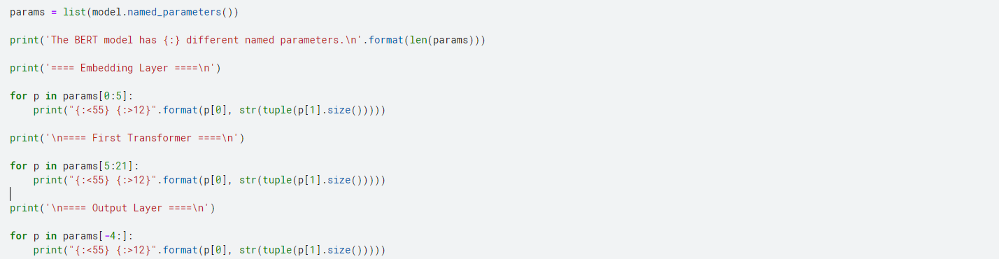 params = list(model.named_parameters())
print('The BERT model has {:} different named parameters.\n'.format(len(params)))
print('==== Embedding Layer ====\n')
for p in params[0:5]:
    print("{:<55} {:>12}".format(p[0], str(tuple(p[1].size()))))
print('\n==== First Transformer ====\n')
for p in params[5:21]:
    print("{:<55} {:>12}".format(p[0], str(tuple(p[1].size()))))
print('\n==== Output Layer ====\n')
for p in params[-4:]:
    print("{:<55} {:>12}".format(p[0], str(tuple(p[1].size()))))